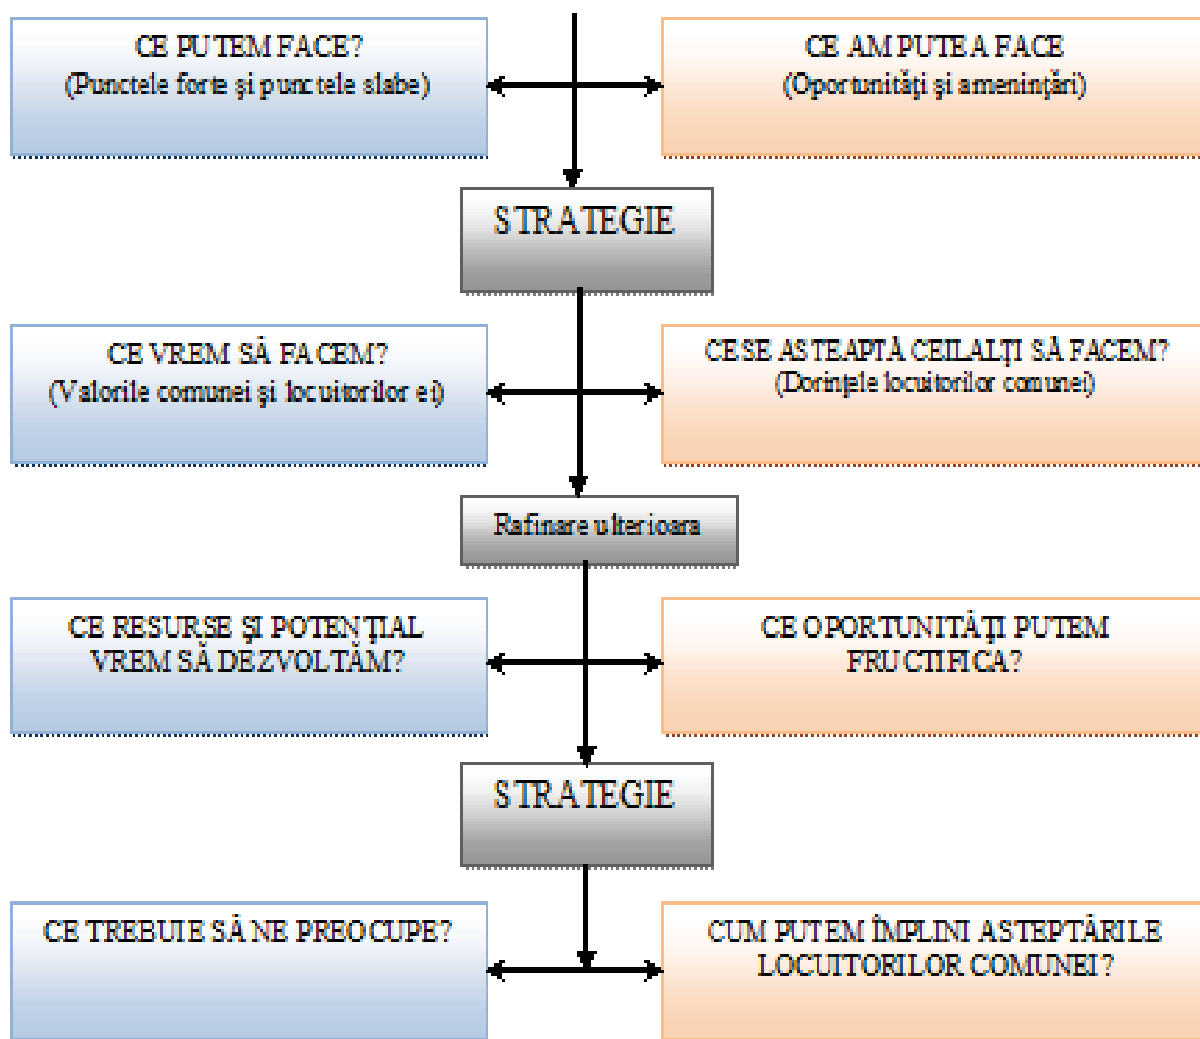 CE PUTEM FACE?
(Punctele forte şi punctele slabe)
CE AM PUTEA FACE
(Oportunităţi şi ameninţări)
STRATEGIE
CE VREM SĂ FACEM?
(Valorile comunei şi locuitorilor ei)
CE SE ASTEAPTĂ CEILALŢI SĂ FACEM?
(Dorinţele locuitorilor comunei)
Rafinare ulterioara
CE RESURSE ŞI POTENŢIAL
VREM SĂ DEZVOLTĂM?
CE OPORTUNITĂŢI PUTEM
FRUCTIFICA?
STRATEGIE
CE TREBUIE SĂ NE PREOCUPE?
CUM PUTEM ÎMPLINI ASTEPTĂRILE
LOCUITORILOR COMUNEI?